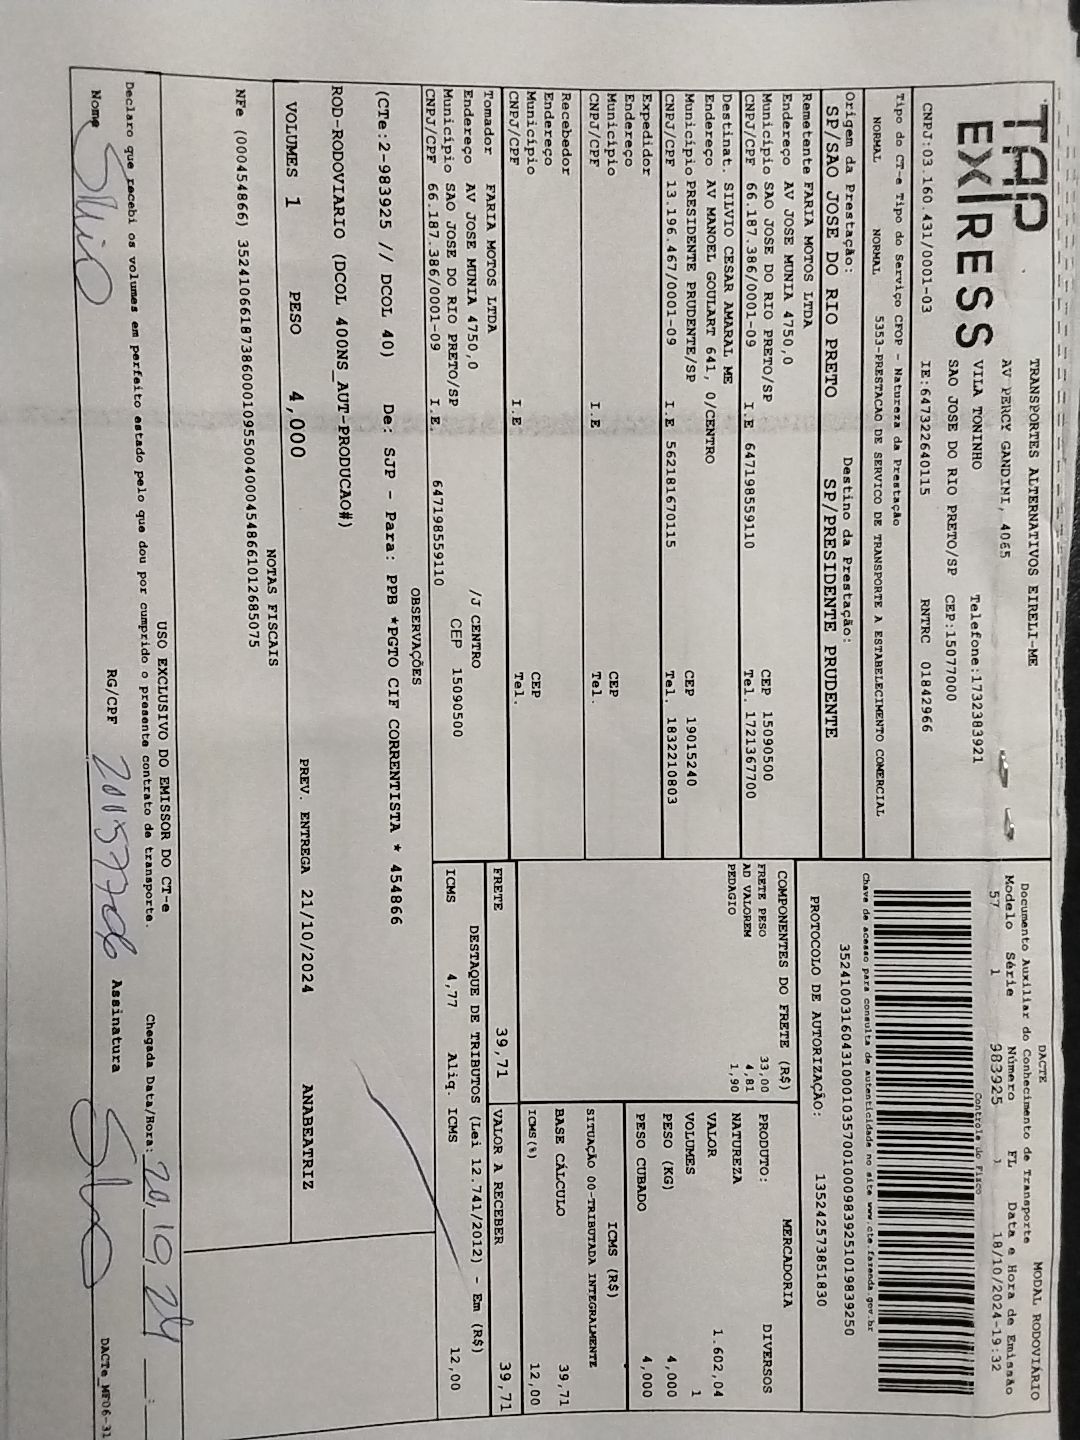 TAP
EX|RESS
TRANSPORTES ALTERNATIVOS EIRELI-ME
AV PERCY GANDINI, 4065
VILA TONINHO Telefone:1732383921
SAO JOSE DO RIO PRETO/SP CEP:15077000
CNPJ:03.160.431/0001-03 IE:647322640115 RNTRC 01842966
Tipo do CT-e Tipo do Serviço CFOP - Natureza da Prestação
NORMAL NORMAL 5353-PRESTACAO DE SERVICO DE TRANSPORTE A ESTABELECIMENTO COMERCIAL
Origem da Prestação: Destino da Prestação:
SP/SAO JOSE DO RIO PRETO SP/PRESIDENTE PRUDENTE
Remetente FARIA MOTOS LTDA
Endereço AV JOSE MUNIA 4750,0
Município SAO JOSE DO RIO PRETO/SP CEP 15090500
CNPJ/CPF 66.187.386/0001-09 I.E 647198559110 Tel. 1721367700
Destinat. SILVIO CESAR AMARAL ME
Endereço AV MANOEL GOULART 641, 0/CENTRO
Município PRESIDENTE PRUDENTE/SP CEP 19015240
CNPJ/CPF 13.196.467/0001-09 I.E 562181670115 Tel. 1832210803
Expedidor
Endereço
Município CEP
CNPJ/CPF I.E Tel.
Recebedor
Endereço
Município CEP
CNPJ/CPF I.E Tel.
Tomador FARIA MOTOS LTDA
Endereço AV JOSE MUNIA 4750,0 /J CENTRO
Município SAO JOSE DO RIO PRETO/SP CEP 15090500
CNPJ/CPF 66.187.386/0001-09 I.E. 647198559110
DACTE MODAL RODOVIÁRIO
Documento Auxiliar do Conhecimento de Transporte
Modelo Série Número FL Data e Hora de Emissão
57 1 983925 1 18/10/2024-19:32
Controle do Fisco
Chave de acesso para consulta de autenticidade no site www.cte.fazenda.gov.br
35241003160431000103570010009839251019839250
PROTOCOLO DE AUTORIZAÇÃO: 135242573851830
COMPONENTES DO FRETE (R$)
FRETE PESO 33,00
AD VALOREM 4,81
PEDAGIO 1,90
MERCADORIA
PRODUTO: DIVERSOS
NATUREZA
VALOR 1.602,04
VOLUMES 1
PESO (KG) 4,000
PESO CUBADO 4,000
ICMS (R$)
SITUAÇÃO 00-TRIBUTADA INTEGRALMENTE
BASE CÁLCULO 39,71
ICMS(%) 12,00
FRETE 39,71 VALOR A RECEBER 39,71
DESTAQUE DE TRIBUTOS (Lei 12.741/2012) - Em (R$)
ICMS 4,77 Aliq. ICMS 12,00
OBSERVAÇÕES
(CTe:2-983925 // DCOL 40) De: SJP - Para: PPB *PGTO CIF CORRENTISTA * 454866
ROD-RODOVIARIO (DCOL 400NS_AUT-PRODUCAO#)
VOLUMES 1 PESO 4,000 PREV. ENTREGA 21/10/2024 ANABEATRIZ
NOTAS FISCAIS
NFe (000454866) 35241066187386000109550040004548661012685075
USO EXCLUSIVO DO EMISSOR DO CT-e
Declaro que recebi os volumes em perfeito estado pelo que dou por cumprido o presente contrato de transporte. Chegada Data/Hora: 20,10,24 __:
Nome RG/CPF Assinatura DACTe_MF06-31